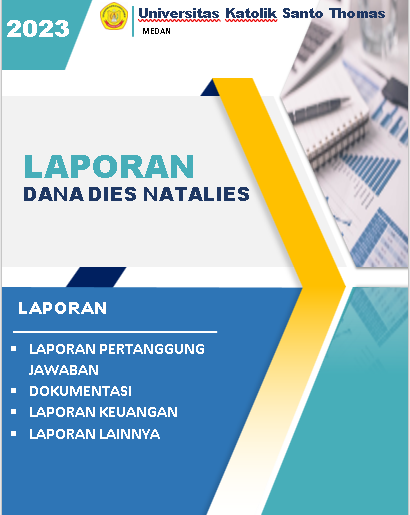 2023
Universitas Katolik Santo Thomas
MEDAN
LAPORAN
DANA DIES NATALIES
LAPORAN
▪ LAPORAN PERTANGGUNG
JAWABAN
▪ DOKUMENTASI
▪ LAPORAN KEUANGAN
▪ LAPORAN LAINNYA